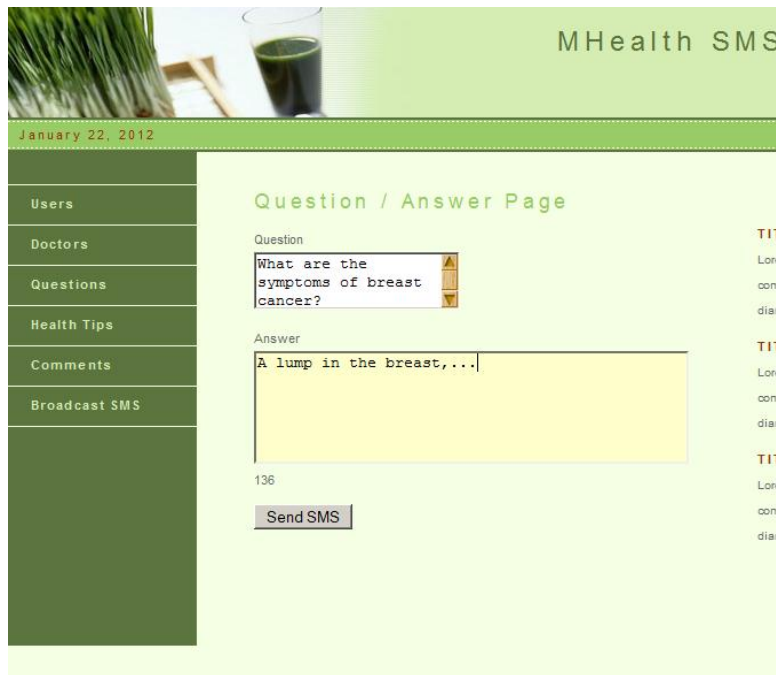 MHealth SMS
January 22, 2012
Users
Doctors
Questions
Health Tips
Comments
Broadcast SMS
Question / Answer Page
Question
What are the
symptoms of breast
cancer?
Answer
A lump in the breast,...
136
Send SMS